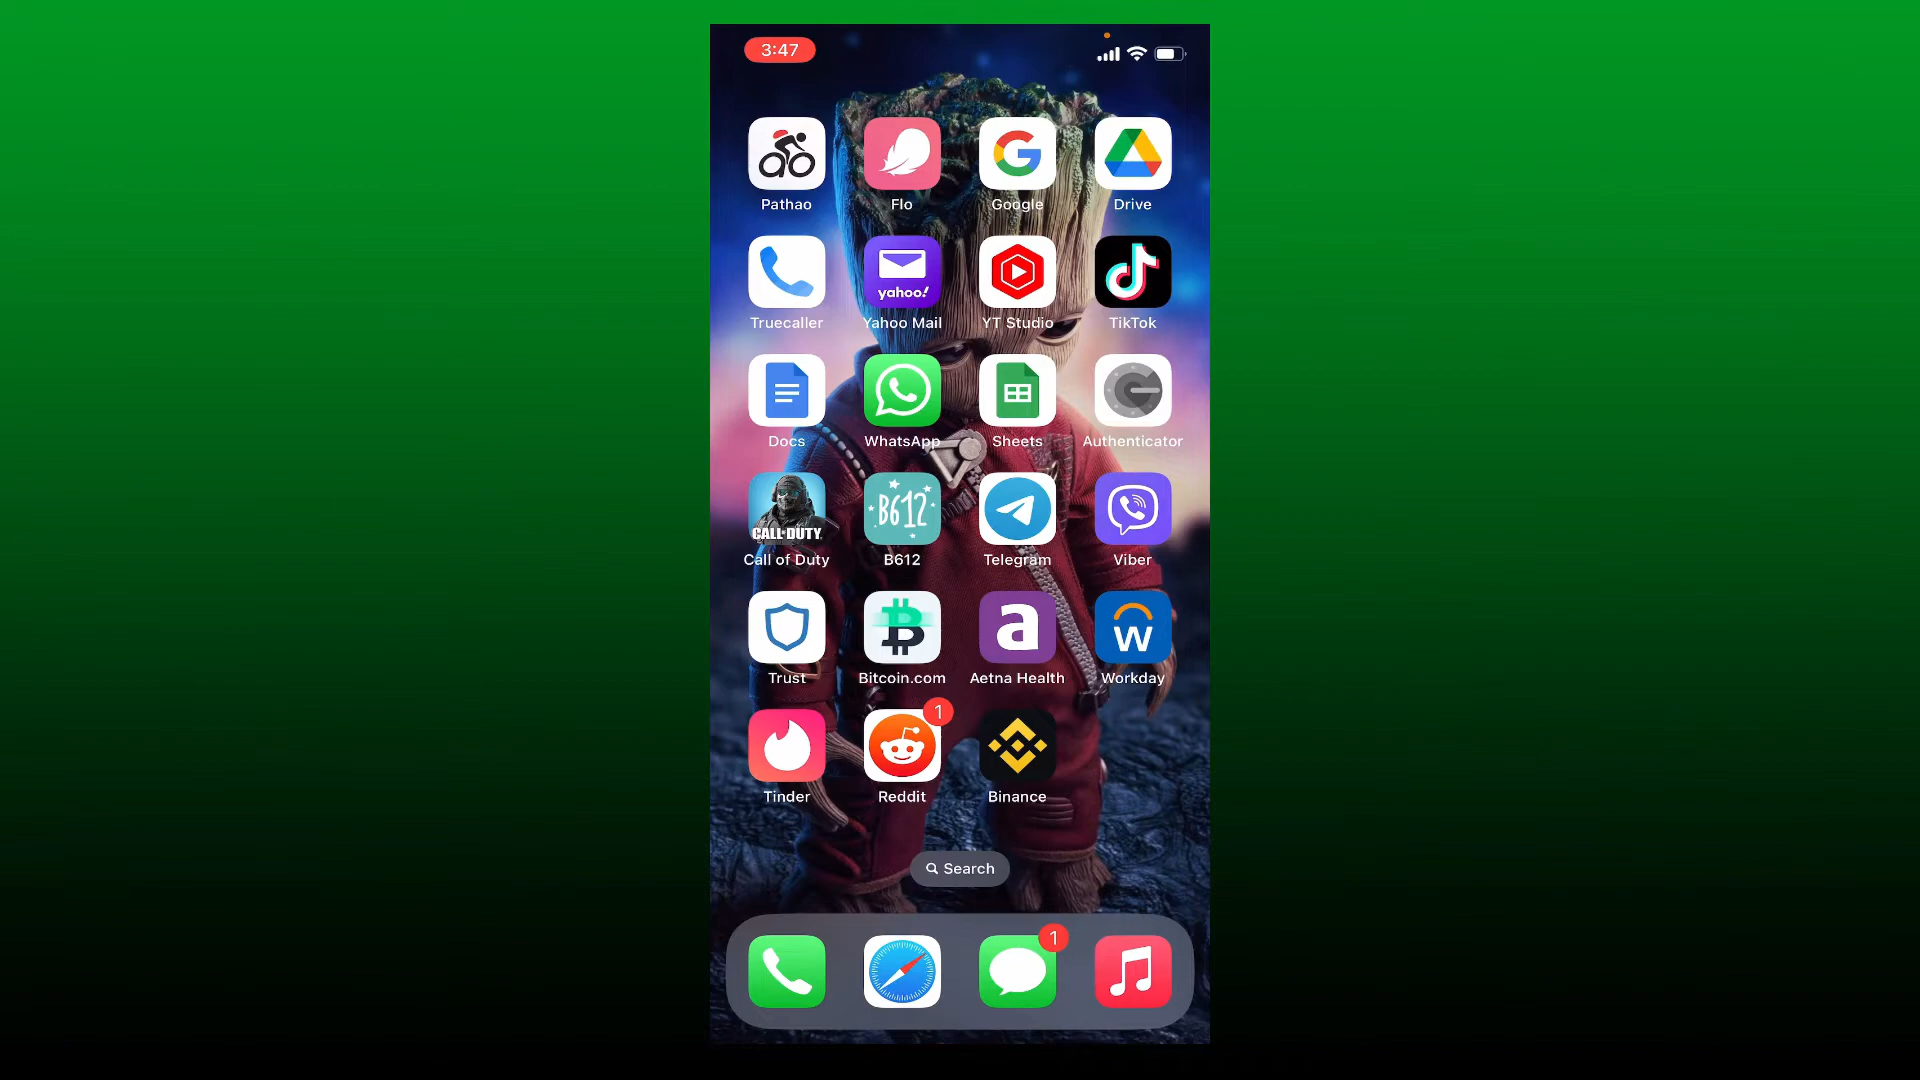 3:47
Pathao Flo Google Drive
yahoo!
Truecaller Yahoo Mail YT Studio TikTok
Docs WhatsApp Sheets Authenticator
CALL OF DUTY
B612
Call of Duty B612 Telegram Viber
a W
Trust Bitcoin.com Aetna Health Workday
1
Tinder Reddit Binance
Search
1